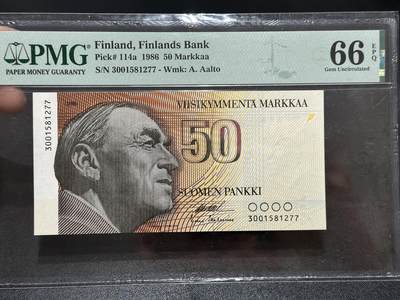 PMG
PAPER MONEY GUARANTY
Finland, Finlands Bank
Pick# 114a 1986 50 Markkaa
S/N 3001581277 - Wmk: A. Aalto
66 EPQ
Gem Uncirculated
VIISIKYMMENTÄ MARKKAA
50
SUOMEN PANKKI
3001581277
3001581277